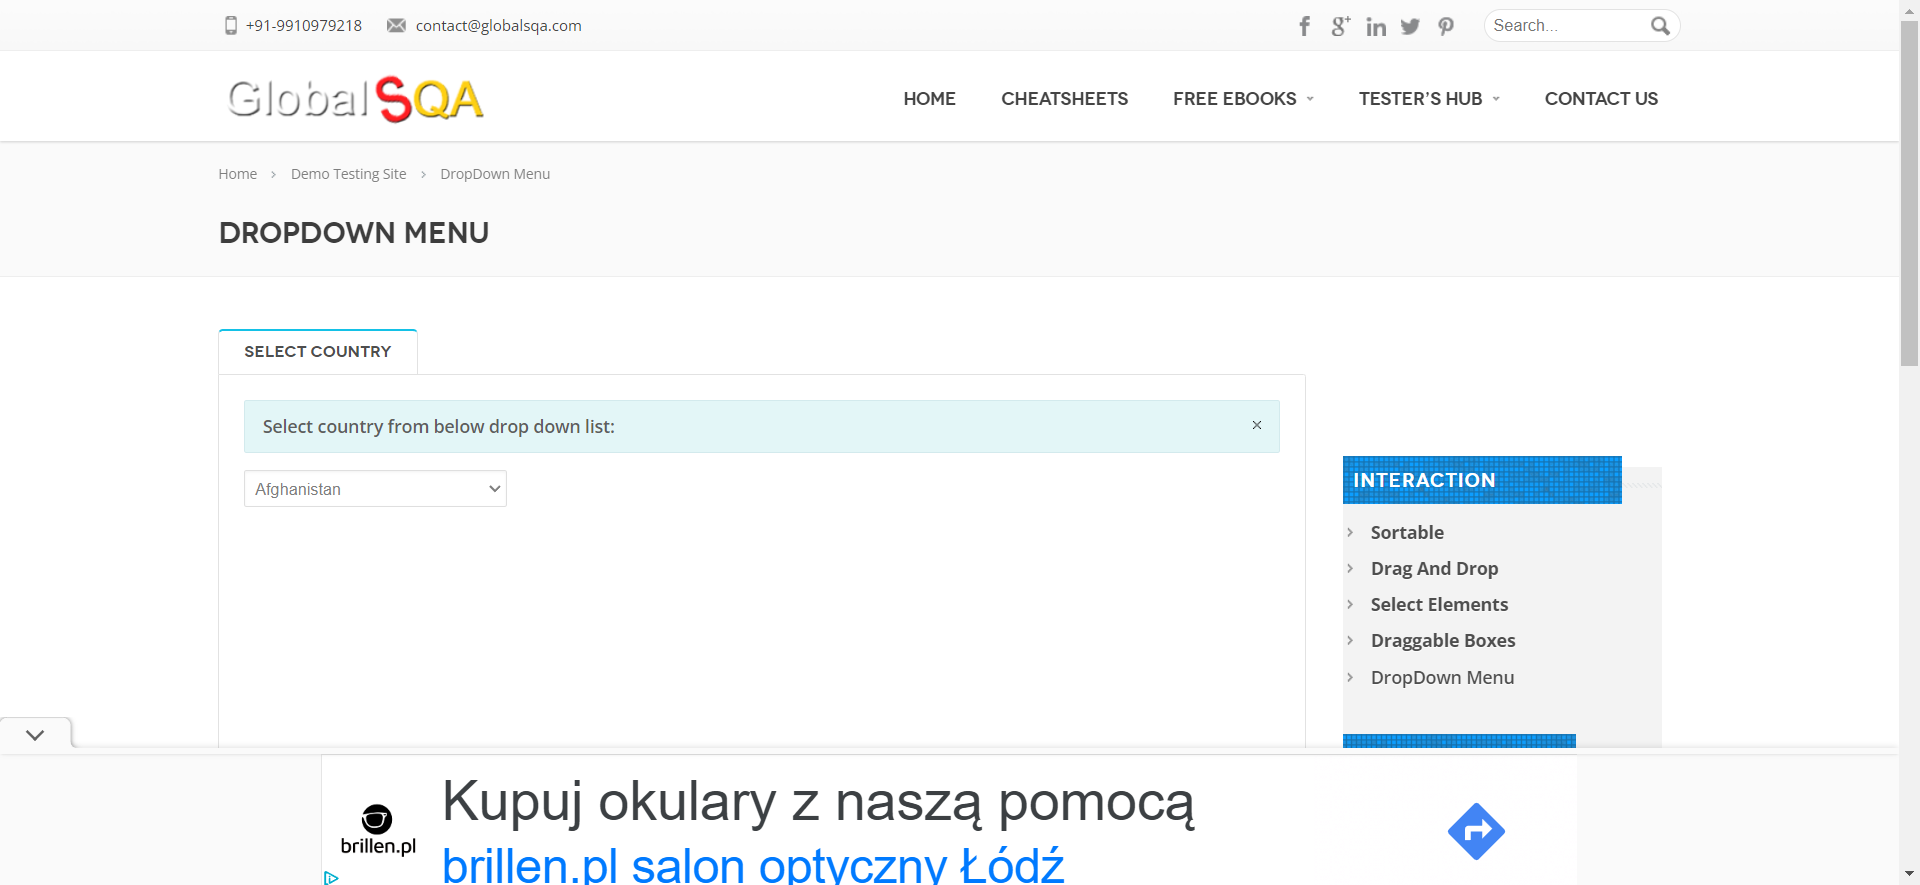 +91-9910979218 contact@globalsqa.com Search...
GlobalSQA HOME CHEATSHEETS FREE EBOOKS TESTER'S HUB CONTACT US
Home > Demo Testing Site > DropDown Menu
DROPDOWN MENU
SELECT COUNTRY
Select country from below drop down list: ×
Afghanistan
INTERACTION
Sortable
Drag And Drop
Select Elements
Draggable Boxes
DropDown Menu
Kupuj okulary z naszą pomocą
brillen.pl
brillen.pl salon optyczny Łódź